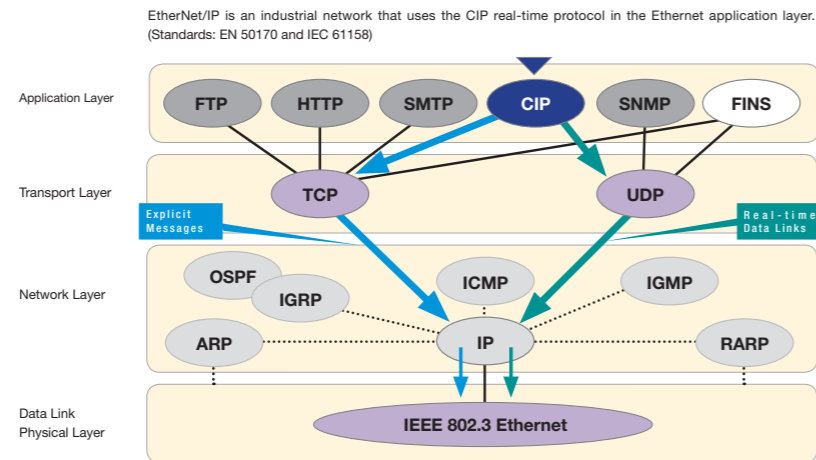 EtherNet/IP is an industrial network that uses the CIP real-time protocol in the Ethernet application layer.
(Standards: EN 50170 and IEC 61158)
Application Layer
FTP
HTTP
SMTP
CIP
SNMP
FINS
Transport Layer
TCP
UDP
Explicit
Messages
Real-time
Data Links
Network Layer
OSPF
IGRP
ICMP
IGMP
ARP
IP
RARP
Data Link
Physical Layer
IEEE 802.3 Ethernet